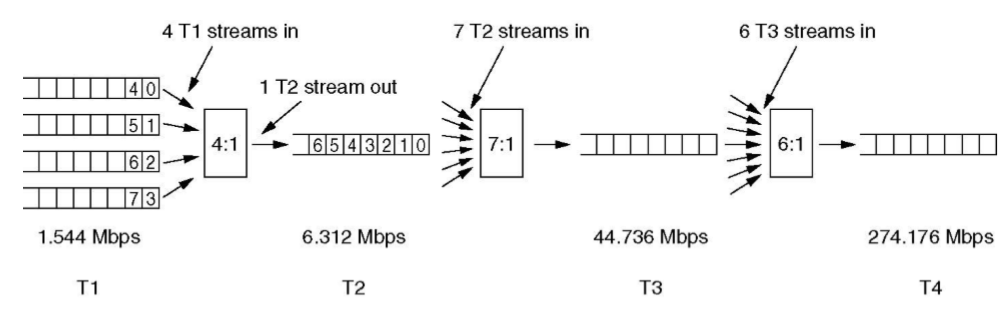 4 T1 streams in
7 T2 streams in
6 T3 streams in
1 T2 stream out
4 0
5 1
6 2
7 3
4:1
6 5 4 3 2 1 0
7:1
6:1
1.544 Mbps
6.312 Mbps
44.736 Mbps
274.176 Mbps
T1
T2
T3
T4